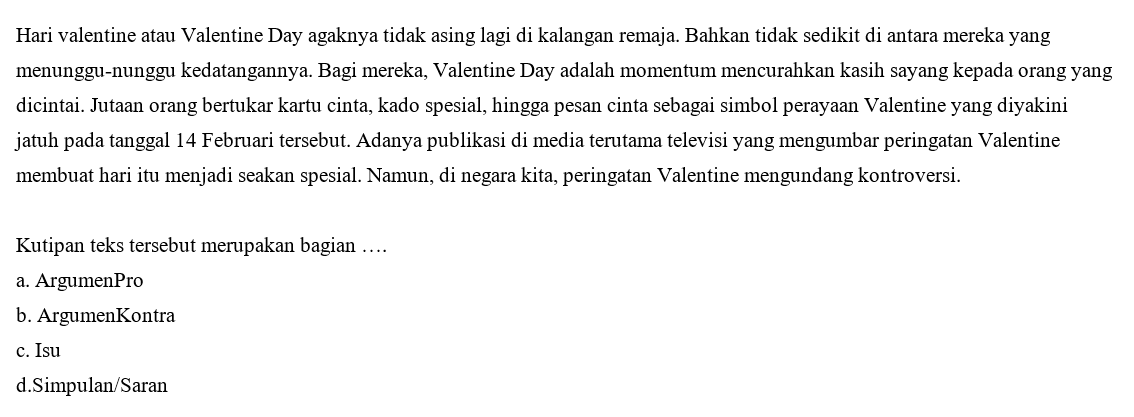 Hari valentine atau Valentine Day agaknya tidak asing lagi di kalangan remaja. Bahkan tidak sedikit di antara mereka yang
menunggu-nunggu kedatangannya. Bagi mereka, Valentine Day adalah momentum mencurahkan kasih sayang kepada orang yang
dicintai. Jutaan orang bertukar kartu cinta, kado spesial, hingga pesan cinta sebagai simbol perayaan Valentine yang diyakini
jatuh pada tanggal 14 Februari tersebut. Adanya publikasi di media terutama televisi yang mengumbar peringatan Valentine
membuat hari itu menjadi seakan spesial. Namun, di negara kita, peringatan Valentine mengundang kontroversi.
Kutipan teks tersebut merupakan bagian ….
a. ArgumenPro
b. ArgumenKontra
c. Isu
d.Simpulan/Saran